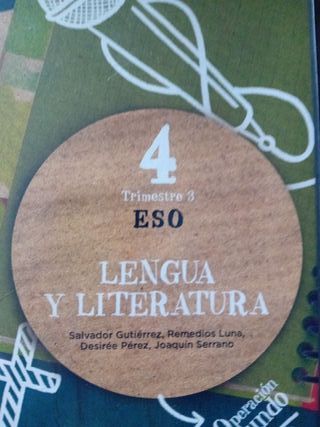 4
Trimestre 3
ESO
LENGUA
Y LITERATURA
Salvador Gutiérrez, Remedios Luna,
Desirée Pérez, Joaquín Serrano
Operación